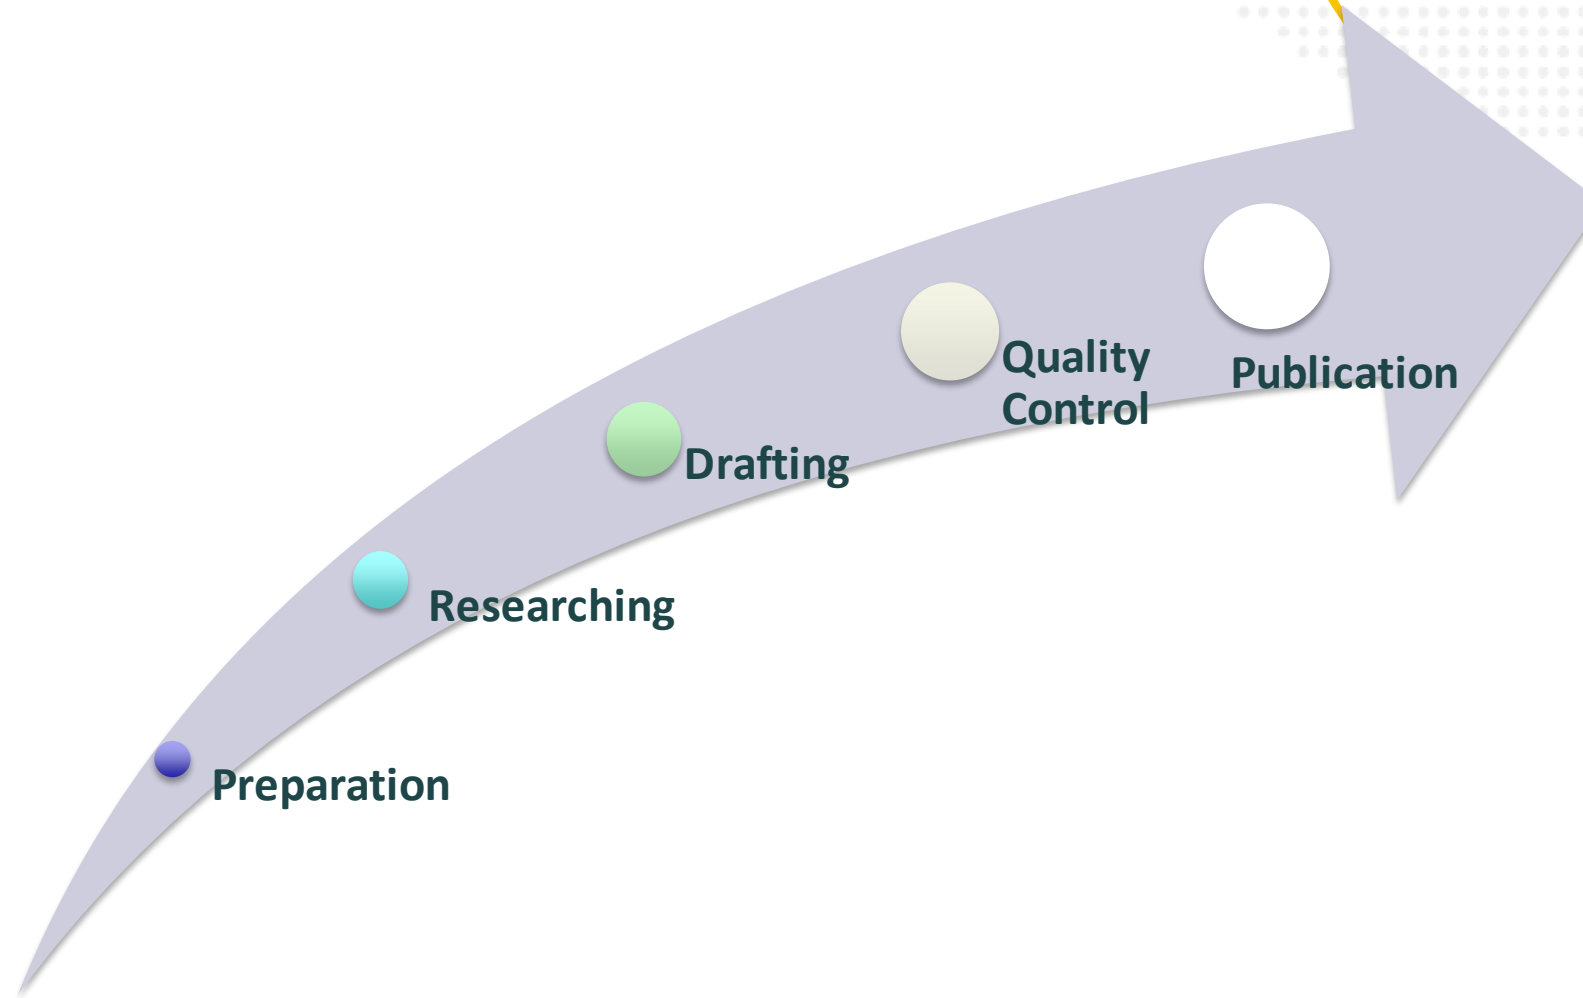 Preparation
Researching
Drafting
Quality
Control
Publication